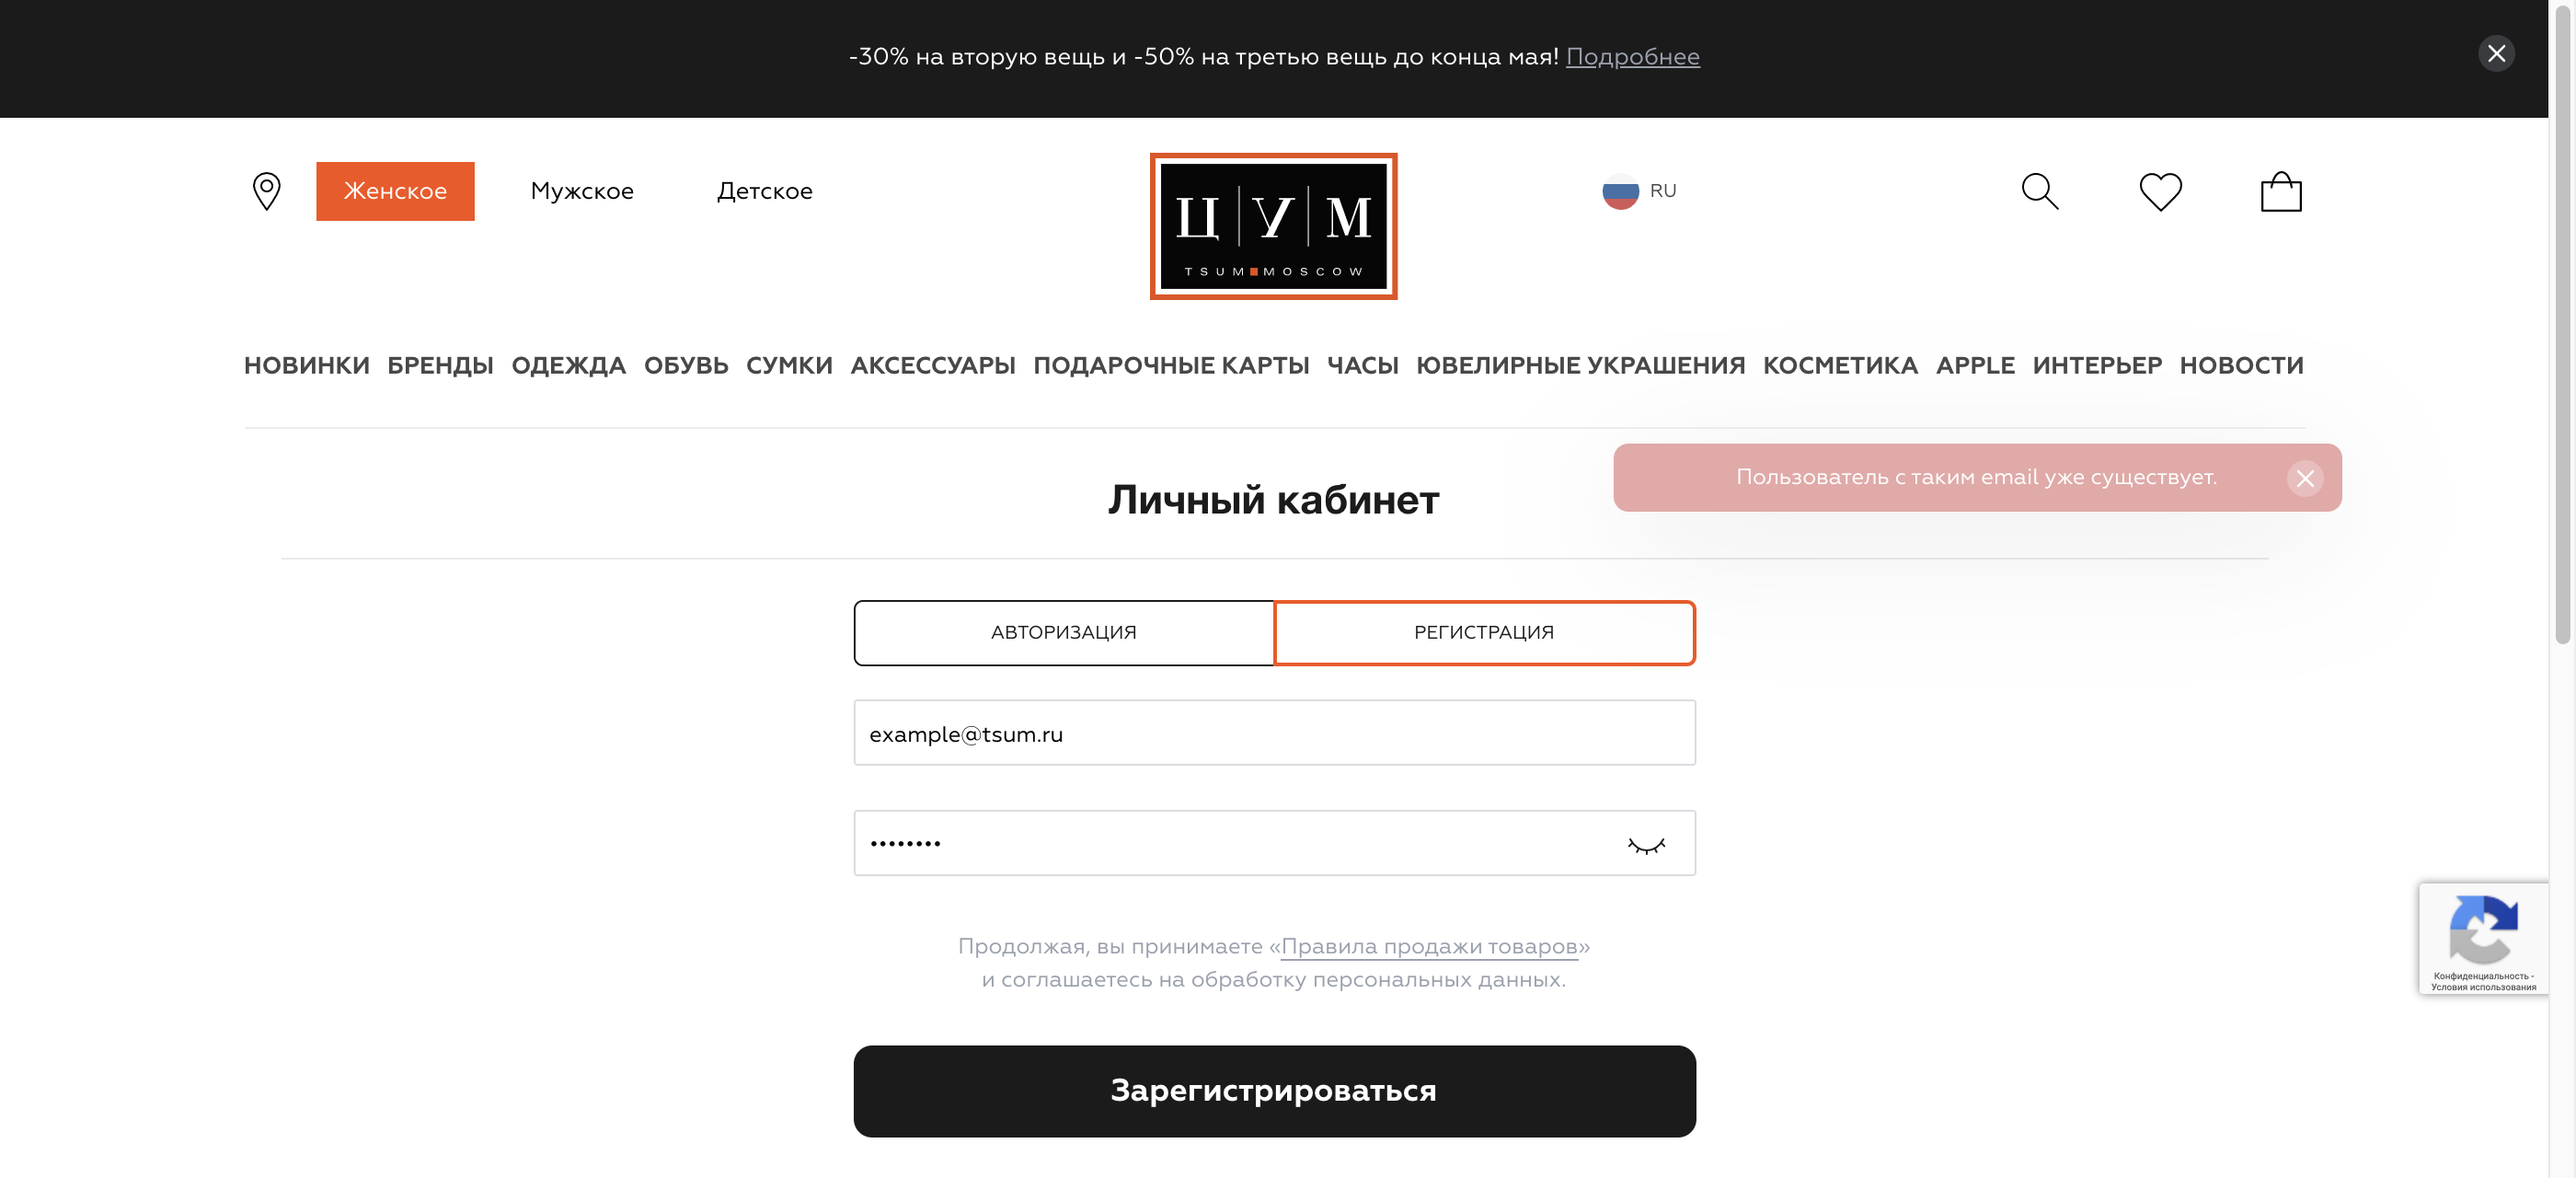 -30% на вторую вещь и -50% на третью вещь до конца мая! Подробнее
Женское Мужское Детское
ЦУМ
TSUM MOSCOW
RU
НОВИНКИ БРЕНДЫ ОДЕЖДА ОБУВЬ СУМКИ АКСЕССУАРЫ ПОДАРОЧНЫЕ КАРТЫ ЧАСЫ ЮВЕЛИРНЫЕ УКРАШЕНИЯ КОСМЕТИКА APPLE ИНТЕРЬЕР НОВОСТИ
Пользователь с таким email уже существует.
Личный кабинет
АВТОРИЗАЦИЯ РЕГИСТРАЦИЯ
example@tsum.ru
••••••••
Продолжая, вы принимаете «Правила продажи товаров»
и соглашаетесь на обработку персональных данных.
Конфиденциальность -
Условия использования
Зарегистрироваться